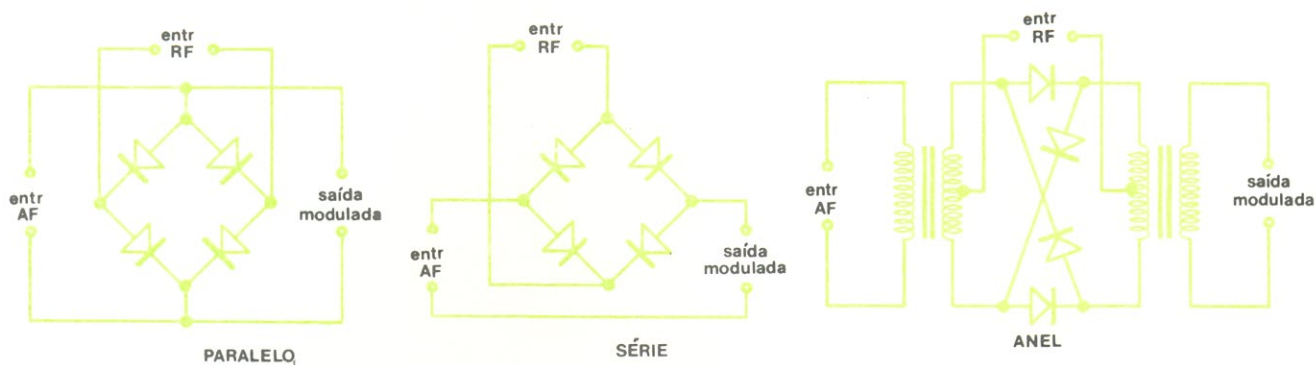 entr
RF
entr
AF
saída
modulada
PARALELO,
entr
RF
entr
AF
saída
modulada
SÉRIE
entr
RF
entr
AF
saída
modulada
ANEL